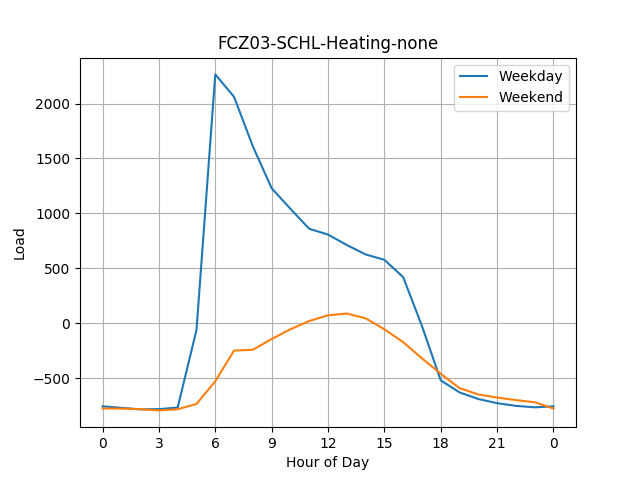 FCZ03-SCHL-Heating-none
Weekday
Weekend
Load
2000
1500
1000
500
0
−500
0 3 6 9 12 15 18 21 0
Hour of Day